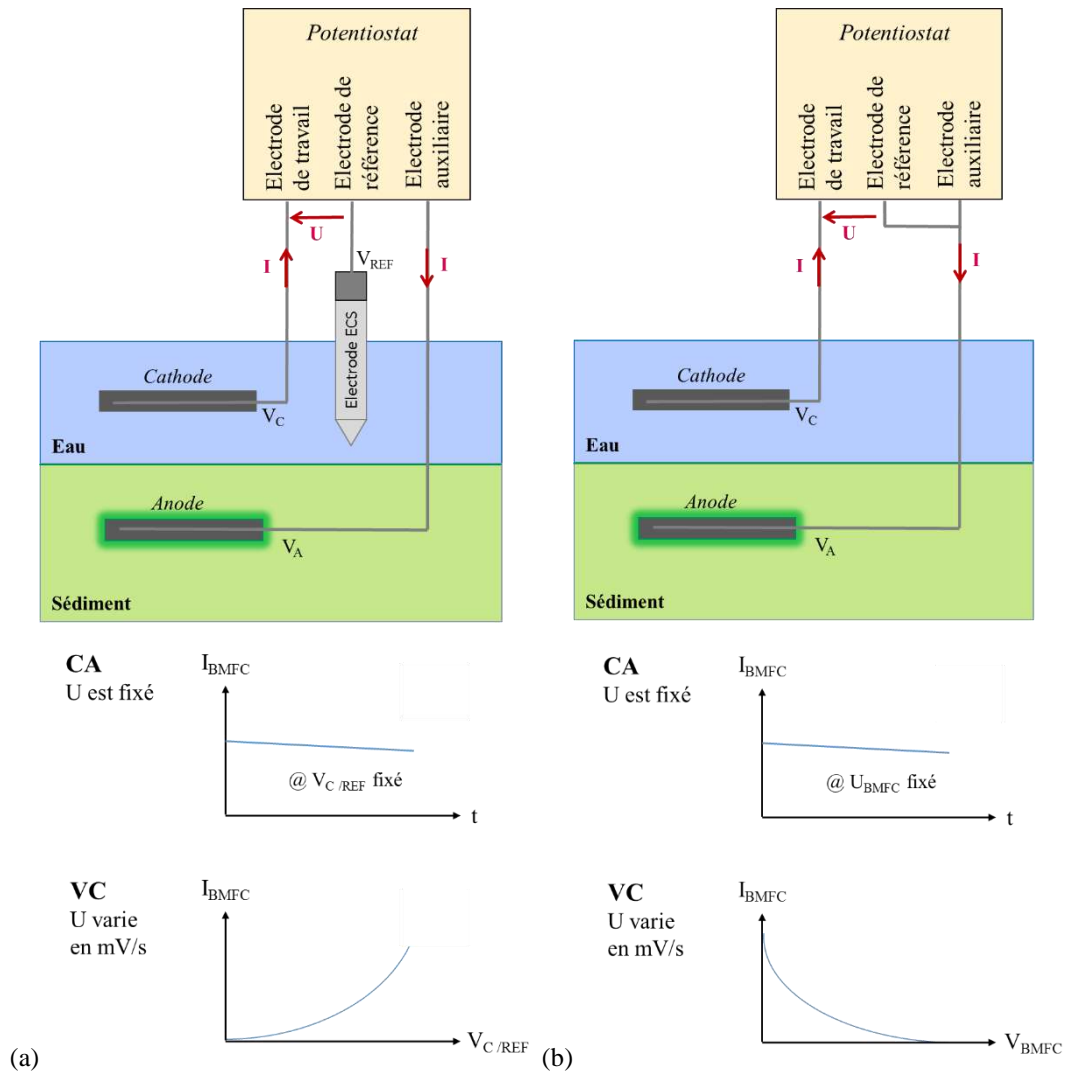 Potentiostat
Electrode
de travail
Electrode de
référence
Electrode
auxiliaire
U
I
V_REF
I
Electrode ECS
Cathode
V_C
Eau
Anode
V_A
Sédiment
CA
U est fixé
I_BMFC
@ V_C /REF fixé
t
VC
U varie
en mV/s
I_BMFC
V_C /REF
(a)
Potentiostat
Electrode
de travail
Electrode de
référence
Electrode
auxiliaire
U
I
I
Cathode
V_C
Eau
Anode
V_A
Sédiment
CA
U est fixé
I_BMFC
@ U_BMFC fixé
t
VC
U varie
en mV/s
I_BMFC
V_BMFC
(b)